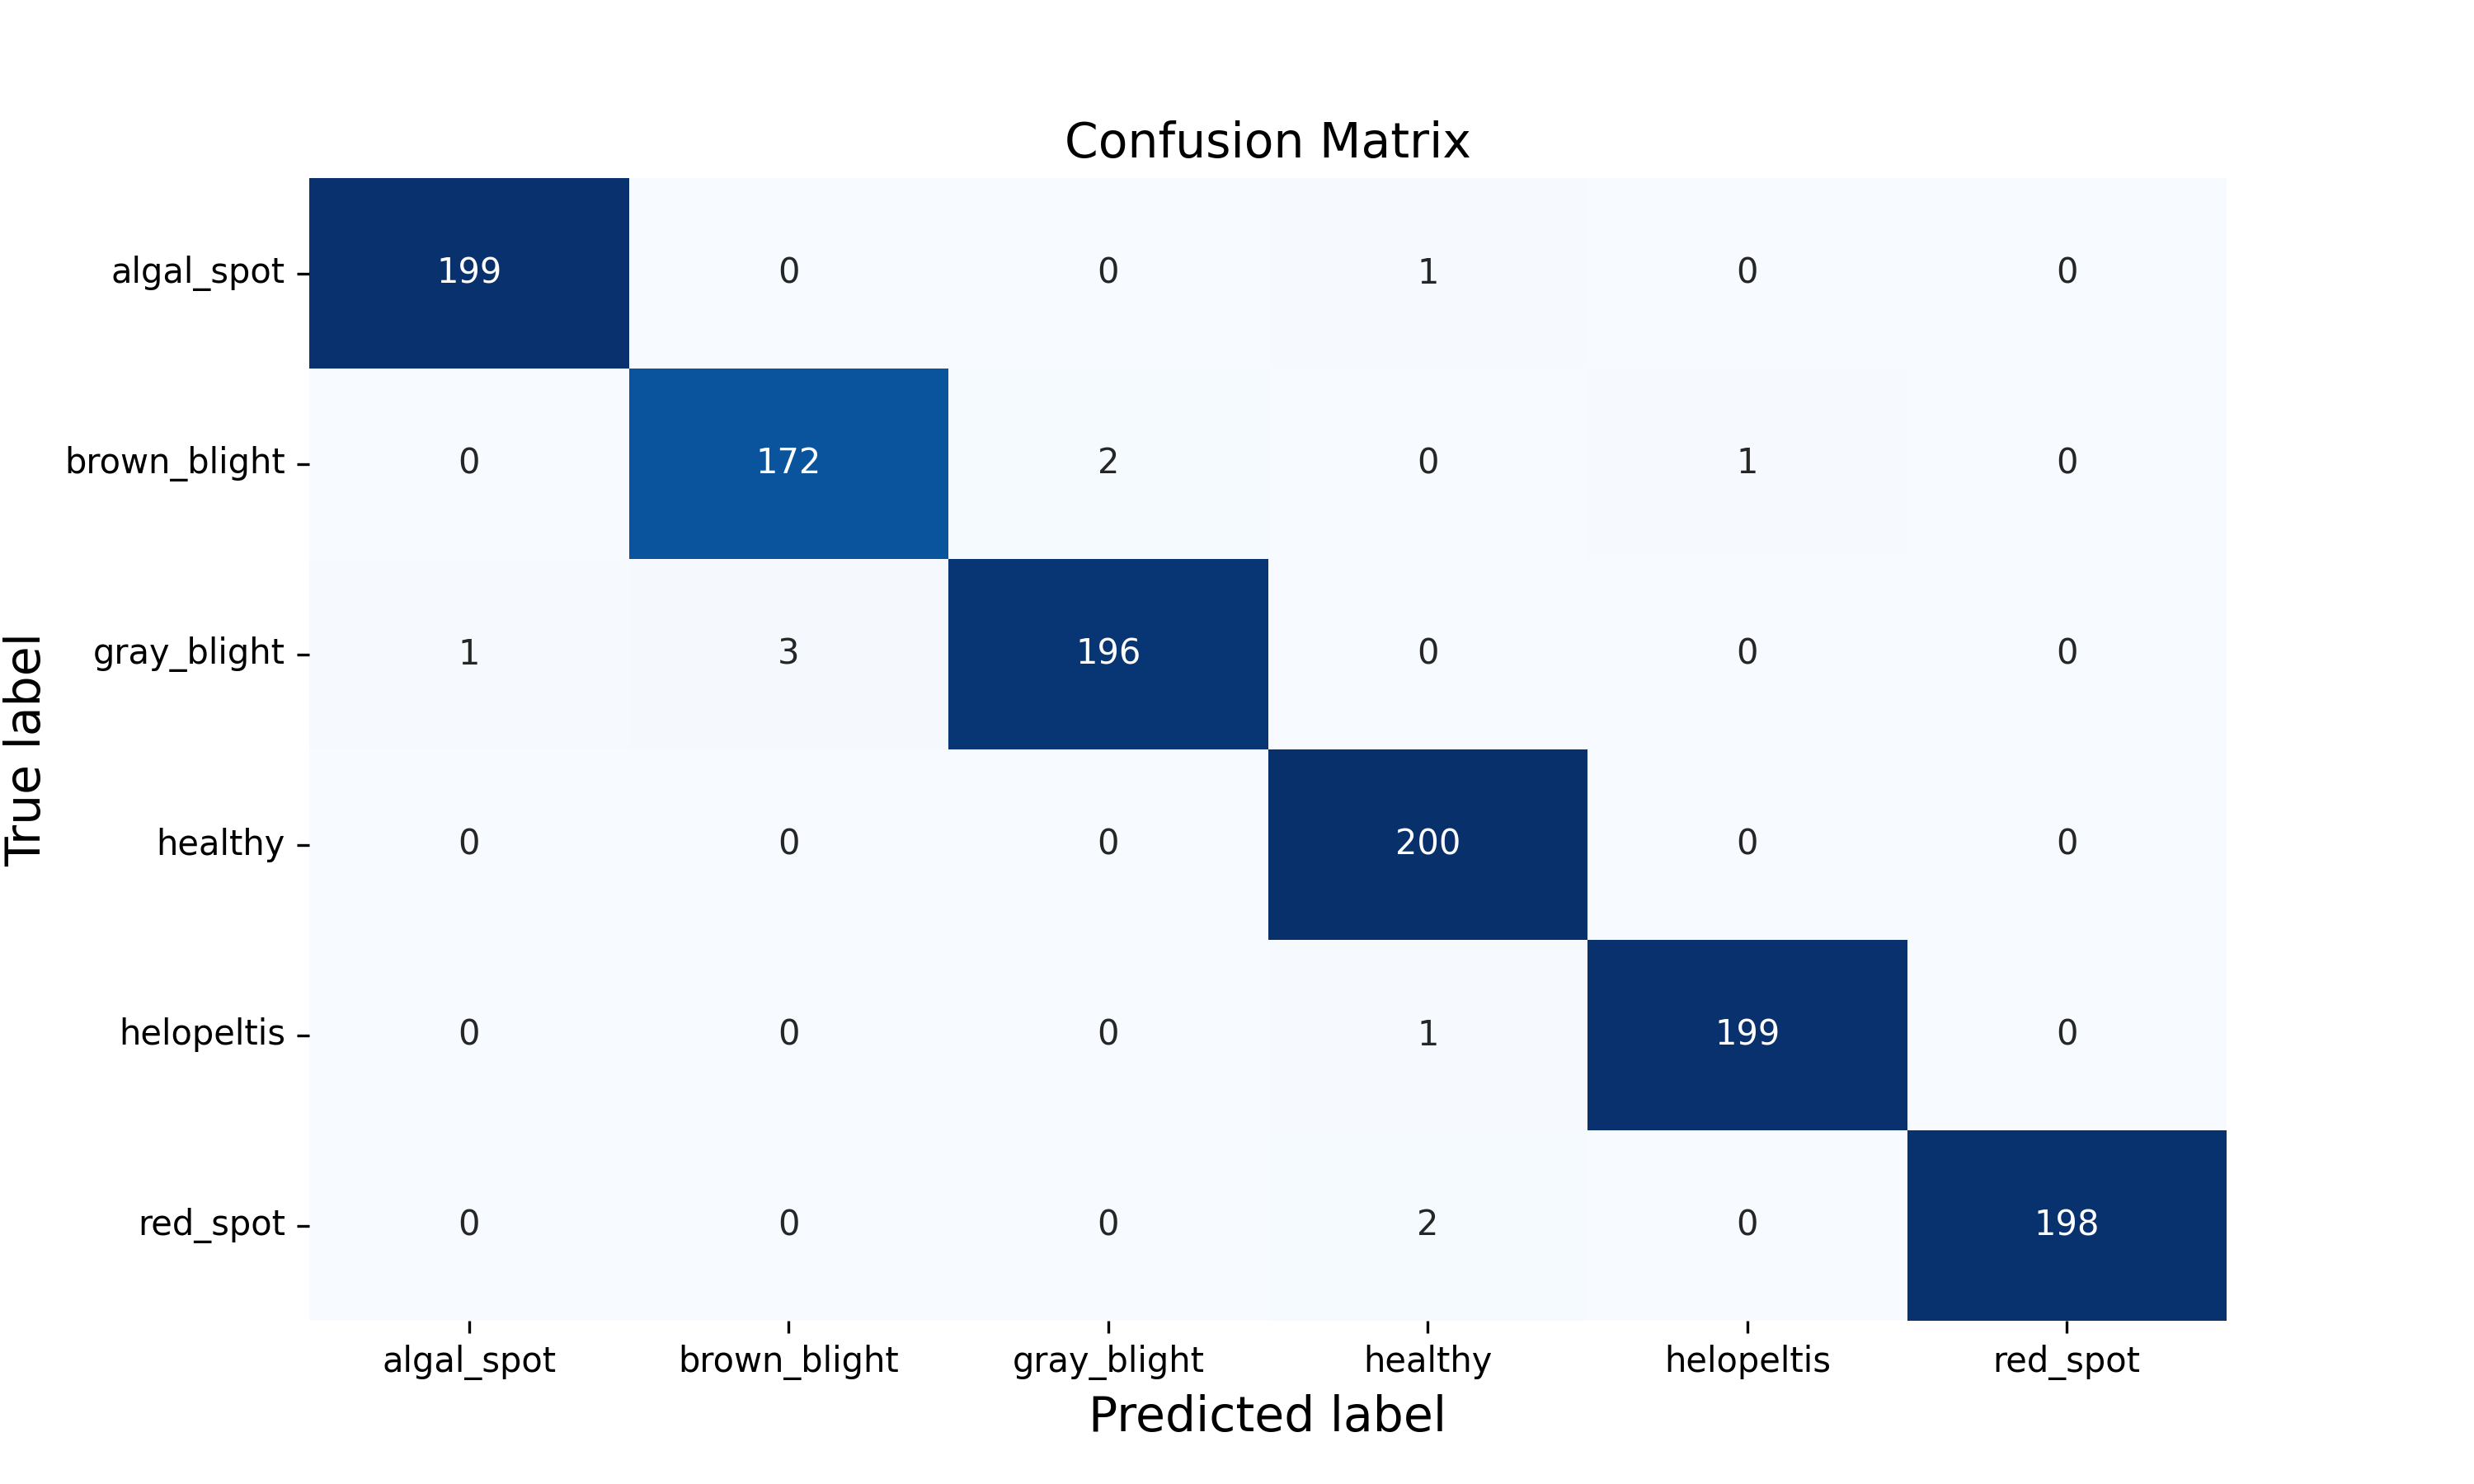 Confusion Matrix
algal_spot 199 0 0 1 0 0
brown_blight 0 172 2 0 1 0
gray_blight 1 3 196 0 0 0
healthy 0 0 0 200 0 0
helopeltis 0 0 0 1 199 0
red_spot 0 0 0 2 0 198
True label
algal_spot brown_blight gray_blight healthy helopeltis red_spot
Predicted label